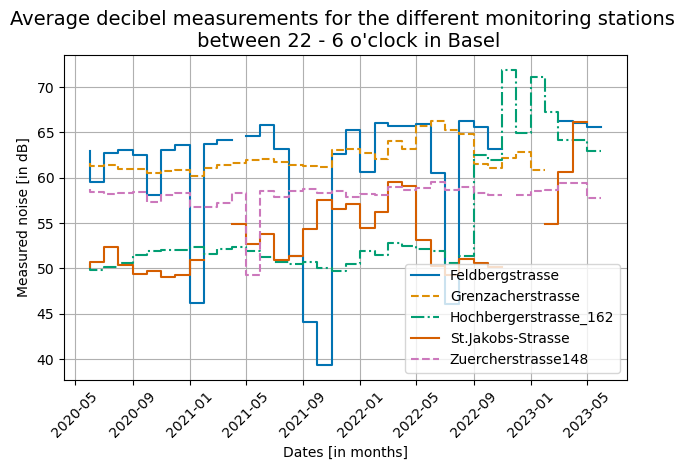 Average decibel measurements for the different monitoring stations
between 22 - 6 o'clock in Basel
Measured noise [in dB]
70
65
60
55
50
45
40
Feldbergstrasse
Grenzacherstrasse
Hochbergerstrasse_162
St.Jakobs-Strasse
Zuercherstrasse148
2020-05
2020-09
2021-01
2021-05
2021-09
2022-01
2022-05
2022-09
2023-01
2023-05
Dates [in months]